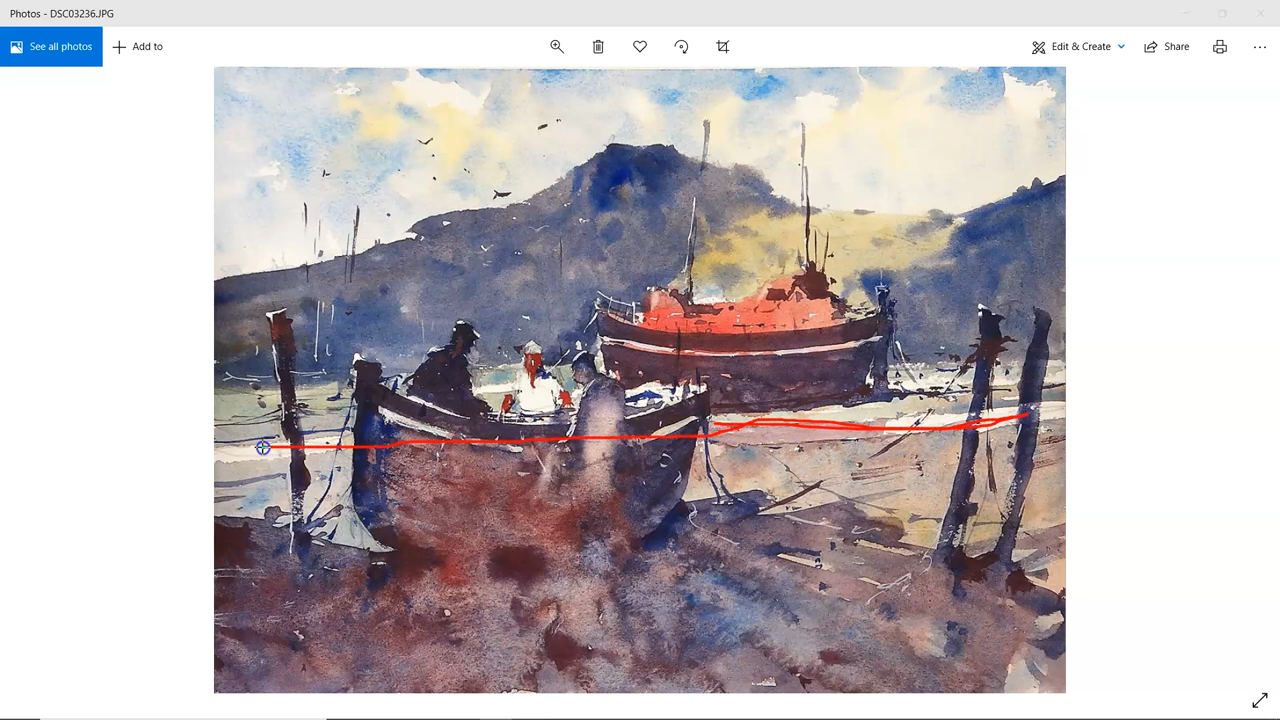 Photos - DSC03236.JPG
See all photos
Add to
Edit & Create
Share